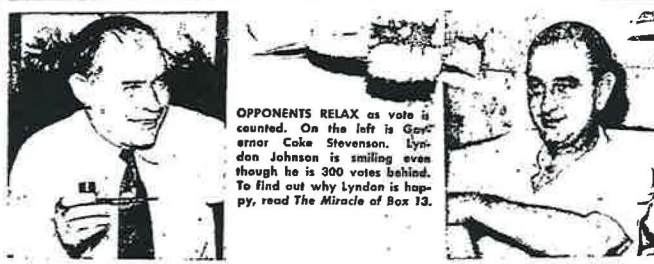 OPPONENTS RELAX as vote is
counted. On the left is Gov-
ernor Coke Stevenson. Lyn-
don Johnson is smiling even
though he is 300 votes behind.
To find out why Lyndon is hap-
py, read The Miracle of Box 13.